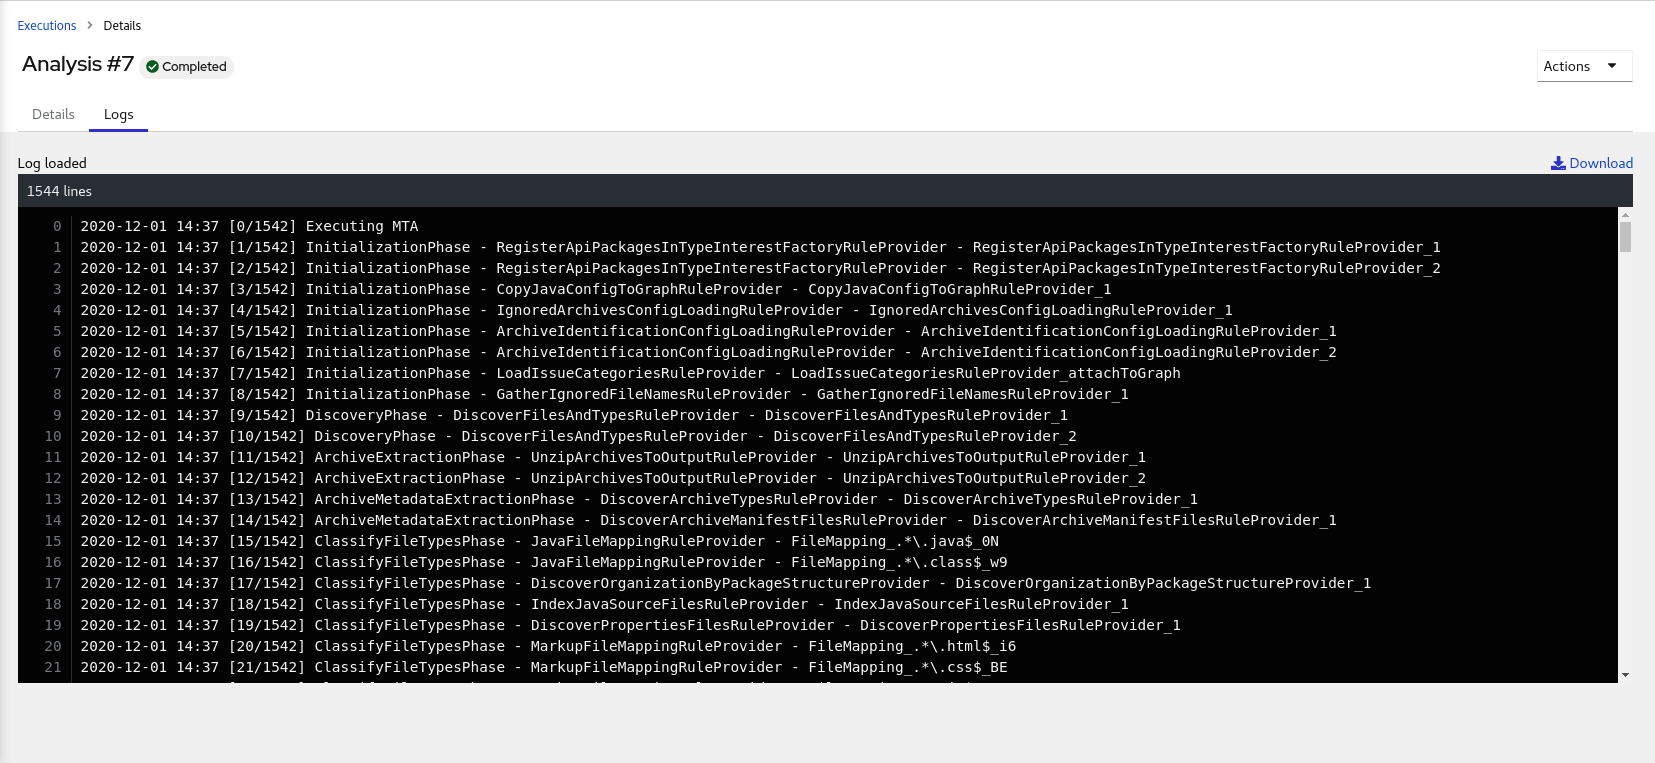 Executions > Details
Analysis #7 Completed
Actions
Details Logs
Log loaded
Download
1544 lines
0 2020-12-01 14:37 [0/1542] Executing MTA
1 2020-12-01 14:37 [1/1542] InitializationPhase - RegisterApiPackagesInTypeInterestFactoryRuleProvider - RegisterApiPackagesInTypeInterestFactoryRuleProvider_1
2 2020-12-01 14:37 [2/1542] InitializationPhase - RegisterApiPackagesInTypeInterestFactoryRuleProvider - RegisterApiPackagesInTypeInterestFactoryRuleProvider_2
3 2020-12-01 14:37 [3/1542] InitializationPhase - CopyJavaConfigToGraphRuleProvider - CopyJavaConfigToGraphRuleProvider_1
4 2020-12-01 14:37 [4/1542] InitializationPhase - IgnoredArchivesConfigLoadingRuleProvider - IgnoredArchivesConfigLoadingRuleProvider_1
5 2020-12-01 14:37 [5/1542] InitializationPhase - ArchiveIdentificationConfigLoadingRuleProvider - ArchiveIdentificationConfigLoadingRuleProvider_1
6 2020-12-01 14:37 [6/1542] InitializationPhase - ArchiveIdentificationConfigLoadingRuleProvider - ArchiveIdentificationConfigLoadingRuleProvider_2
7 2020-12-01 14:37 [7/1542] InitializationPhase - LoadIssueCategoriesRuleProvider - LoadIssueCategoriesRuleProvider_attachToGraph
8 2020-12-01 14:37 [8/1542] InitializationPhase - GatherIgnoredFileNamesRuleProvider - GatherIgnoredFileNamesRuleProvider_1
9 2020-12-01 14:37 [9/1542] DiscoveryPhase - DiscoverFilesAndTypesRuleProvider - DiscoverFilesAndTypesRuleProvider_1
10 2020-12-01 14:37 [10/1542] DiscoveryPhase - DiscoverFilesAndTypesRuleProvider - DiscoverFilesAndTypesRuleProvider_2
11 2020-12-01 14:37 [11/1542] ArchiveExtractionPhase - UnzipArchivesToOutputRuleProvider - UnzipArchivesToOutputRuleProvider_1
12 2020-12-01 14:37 [12/1542] ArchiveExtractionPhase - UnzipArchivesToOutputRuleProvider - UnzipArchivesToOutputRuleProvider_2
13 2020-12-01 14:37 [13/1542] ArchiveMetadataExtractionPhase - DiscoverArchiveTypesRuleProvider - DiscoverArchiveTypesRuleProvider_1
14 2020-12-01 14:37 [14/1542] ArchiveMetadataExtractionPhase - DiscoverArchiveManifestFilesRuleProvider - DiscoverArchiveManifestFilesRuleProvider_1
15 2020-12-01 14:37 [15/1542] ClassifyFileTypesPhase - JavaFileMappingRuleProvider - FileMapping_.*\.java$_0N
16 2020-12-01 14:37 [16/1542] ClassifyFileTypesPhase - JavaFileMappingRuleProvider - FileMapping_.*\.class$_w9
17 2020-12-01 14:37 [17/1542] ClassifyFileTypesPhase - DiscoverOrganizationByPackageStructureProvider - DiscoverOrganizationByPackageStructureProvider_1
18 2020-12-01 14:37 [18/1542] ClassifyFileTypesPhase - IndexJavaSourceFilesRuleProvider - IndexJavaSourceFilesRuleProvider_1
19 2020-12-01 14:37 [19/1542] ClassifyFileTypesPhase - DiscoverPropertiesFilesRuleProvider - DiscoverPropertiesFilesRuleProvider_1
20 2020-12-01 14:37 [20/1542] ClassifyFileTypesPhase - MarkupFileMappingRuleProvider - FileMapping_.*\.html$_i6
21 2020-12-01 14:37 [21/1542] ClassifyFileTypesPhase - MarkupFileMappingRuleProvider - FileMapping_.*\.css$_BE